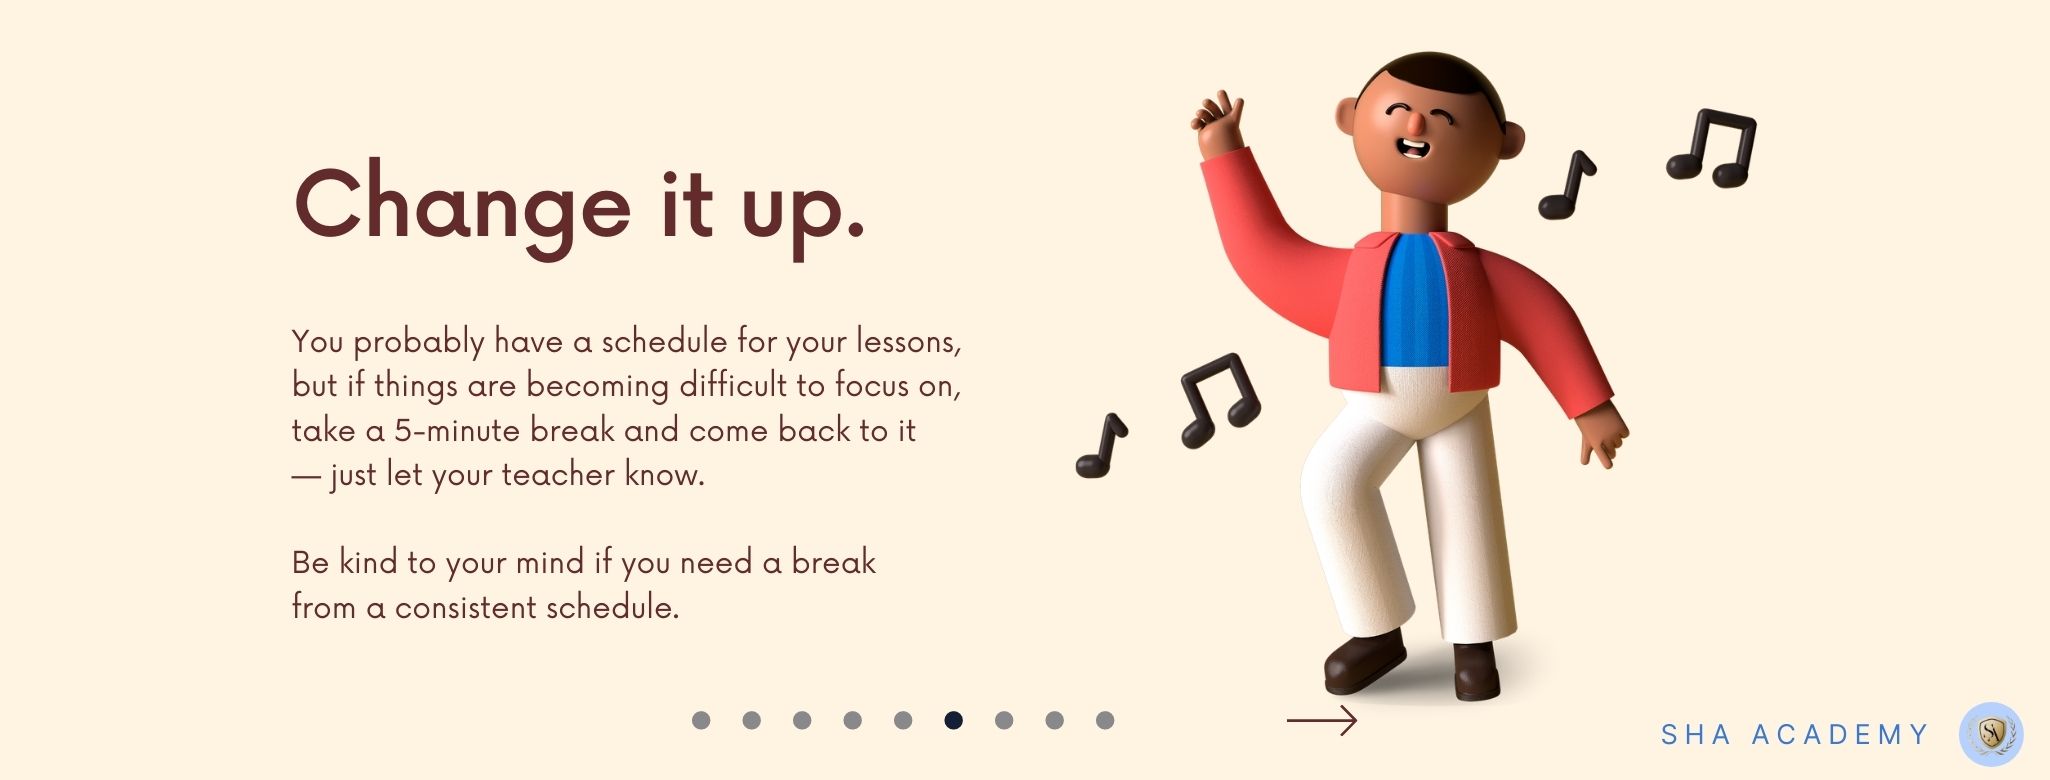 Change it up.
You probably have a schedule for your lessons,
but if things are becoming difficult to focus on,
take a 5-minute break and come back to it
— just let your teacher know.
Be kind to your mind if you need a break
from a consistent schedule.
SHA ACADEMY